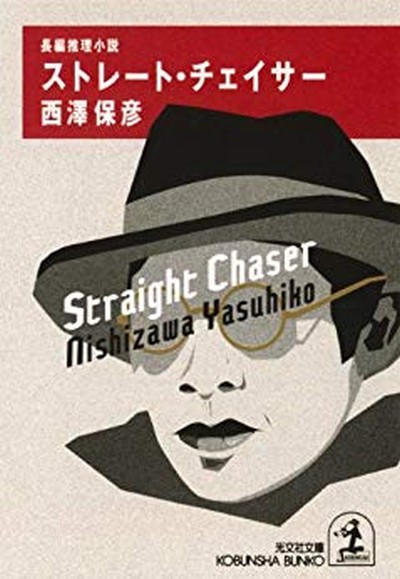 長編推理小説
ストレート・チェイサー
西澤保彦
Straight Chaser
Nishizawa Yasuhiko
光文社文庫
KOBUNSHA BUNKO